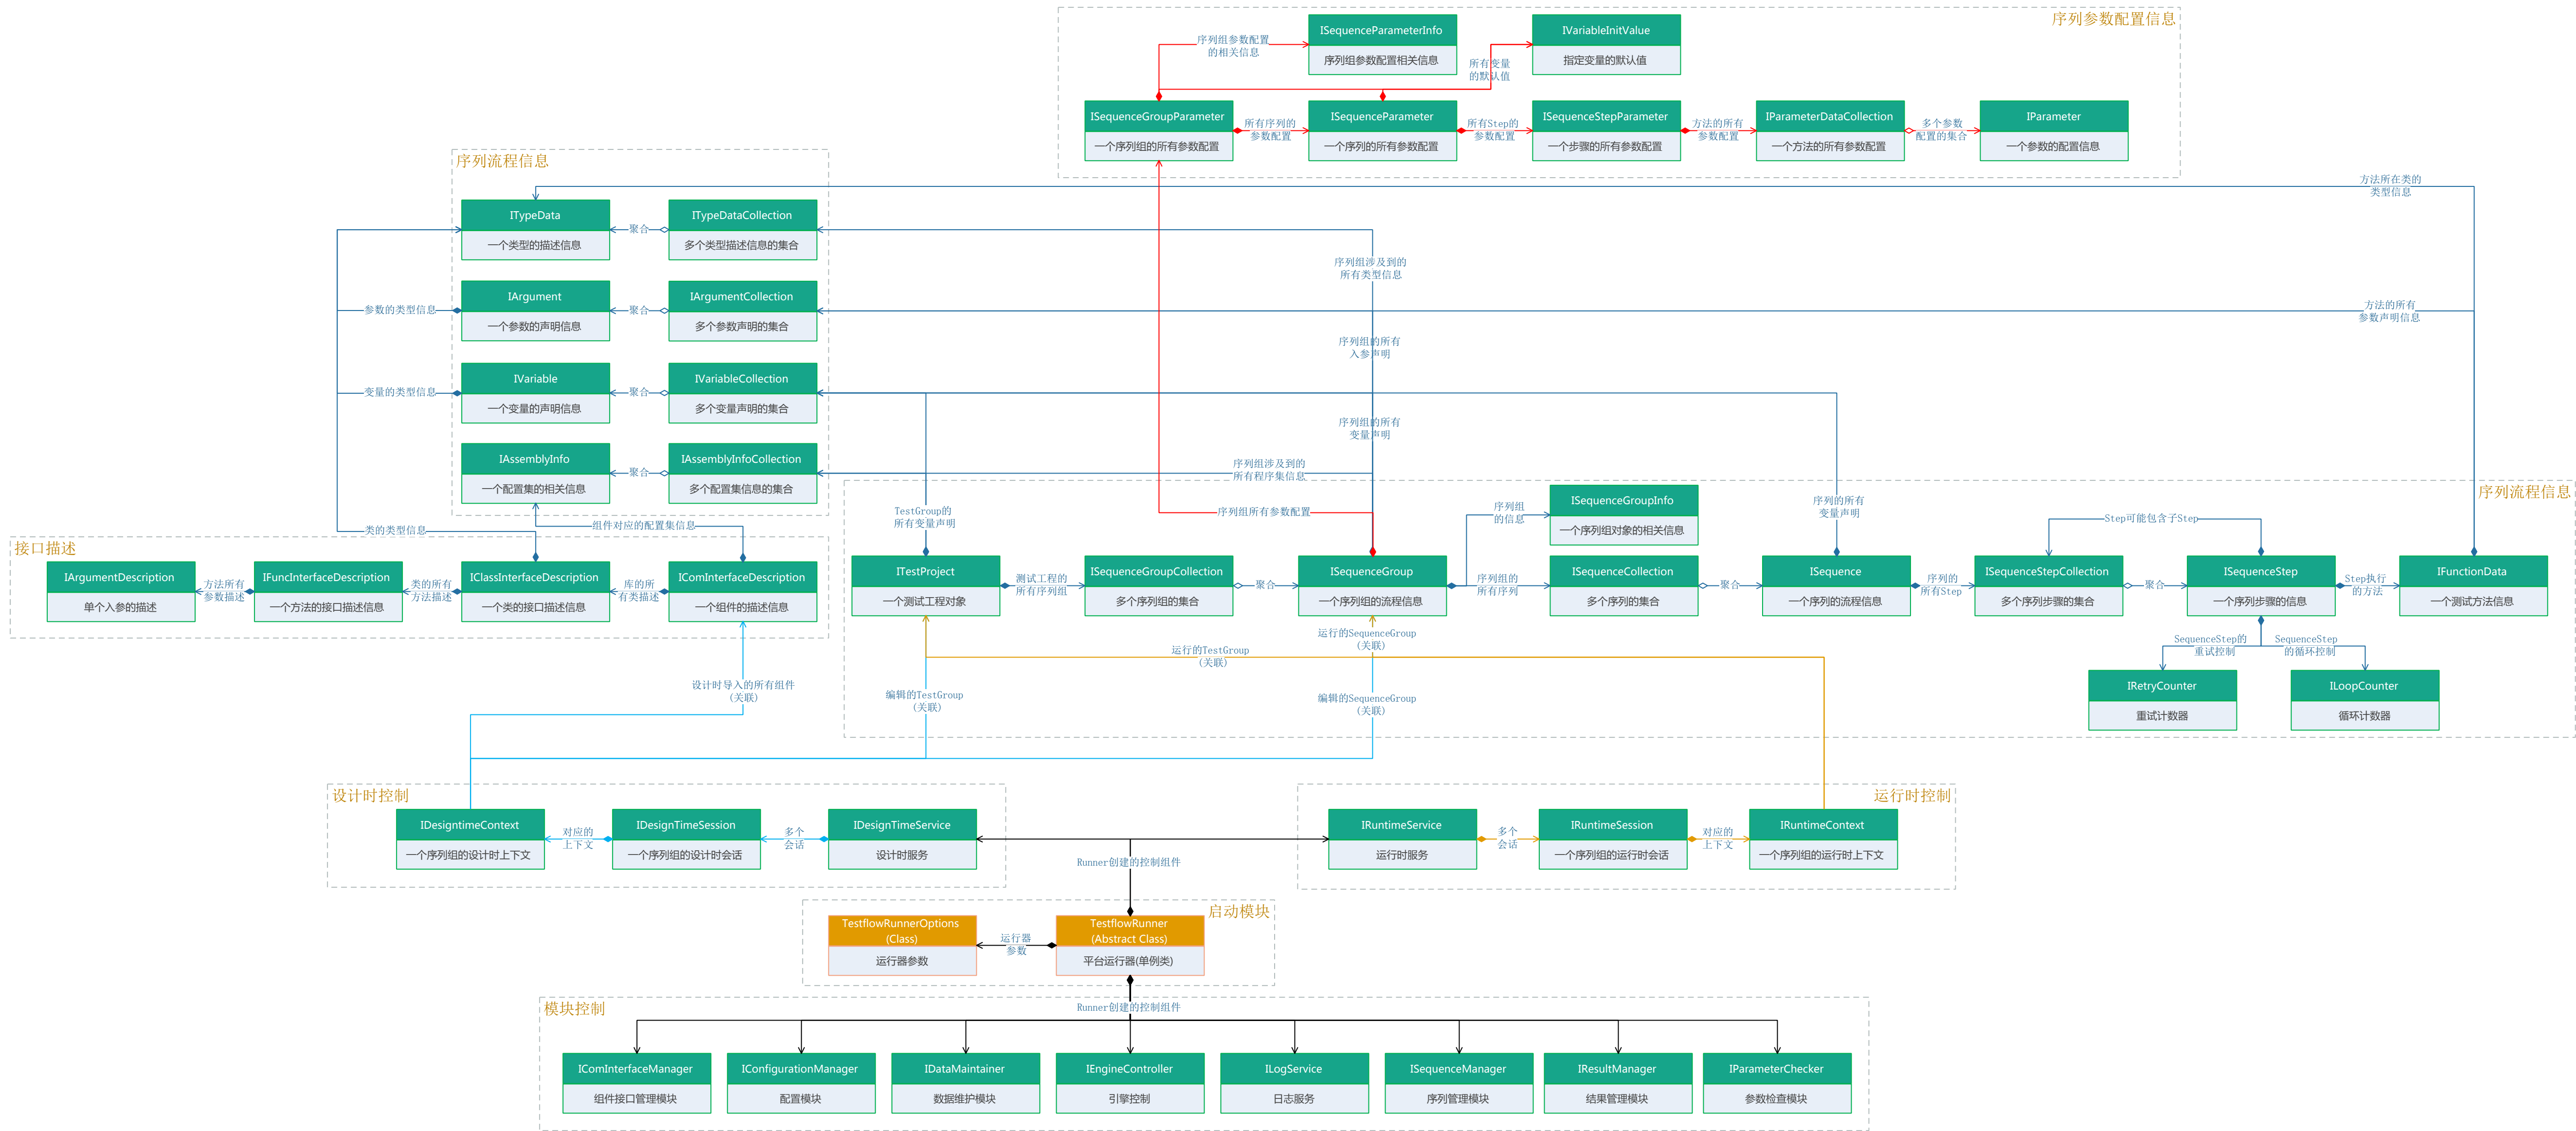 序列参数配置信息
ISequenceParameterInfo
序列组参数配置相关信息
IVariableInitValue
指定变量的默认值
序列组参数配置
的相关信息
所有变量
的默认值
ISequenceGroupParameter
一个序列组的所有参数配置
所有序列的
参数配置
ISequenceParameter
一个序列的所有参数配置
所有Step的
参数配置
ISequenceStepParameter
一个步骤的所有参数配置
方法的所有
参数配置
IParameterDataCollection
一个方法的所有参数配置
多个参数
配置的集合
IParameter
一个参数的配置信息
序列流程信息
ITypeData
一个类型的描述信息
聚合
ITypeDataCollection
多个类型描述信息的集合
方法所在类的
类型信息
序列组涉及到的
所有类型信息
参数的类型信息
IArgument
一个参数的声明信息
聚合
IArgumentCollection
多个参数声明的集合
方法的所有
参数声明信息
序列组的所有
入参声明
变量的类型信息
IVariable
一个变量的声明信息
聚合
IVariableCollection
多个变量声明的集合
序列组的所有
变量声明
IAssemblyInfo
一个配置集的相关信息
聚合
IAssemblyInfoCollection
多个配置集信息的集合
序列组涉及到的
所有程序集信息
组件对应的配置集信息
类的类型信息
接口描述
IArgumentDescription
单个入参的描述
方法所有
参数描述
IFuncInterfaceDescription
一个方法的接口描述信息
类的所有
方法描述
IClassInterfaceDescription
一个类的接口描述信息
库的所
有类描述
IComInterfaceDescription
一个组件的描述信息
序列流程信息
TestGroup的
所有变量声明
序列组所有参数配置
序列组
的信息
ISequenceGroupInfo
一个序列组对象的相关信息
序列的所有
变量声明
Step可能包含子Step
ITestProject
一个测试工程对象
测试工程的
所有序列组
ISequenceGroupCollection
多个序列组的集合
聚合
ISequenceGroup
一个序列组的流程信息
序列组的
所有序列
ISequenceCollection
多个序列的集合
聚合
ISequence
一个序列的流程信息
序列的
所有Step
ISequenceStepCollection
多个序列步骤的集合
聚合
ISequenceStep
一个序列步骤的信息
Step执行
的方法
IFunctionData
一个测试方法信息
SequenceStep的
重试控制
SequenceStep
的循环控制
IRetryCounter
重试计数器
ILoopCounter
循环计数器
运行的SequenceGroup
(关联)
运行的TestGroup
(关联)
设计时导入的所有组件
(关联)
编辑的TestGroup
(关联)
编辑的SequenceGroup
(关联)
设计时控制
IDesigntimeContext
一个序列组的设计时上下文
对应的
上下文
IDesignTimeSession
一个序列组的设计时会话
多个
会话
IDesignTimeService
设计时服务
运行时控制
IRuntimeService
运行时服务
多个
会话
IRuntimeSession
一个序列组的运行时会话
对应的
上下文
IRuntimeContext
一个序列组的运行时上下文
Runner创建的控制组件
启动模块
TestflowRunnerOptions
(Class)
运行器参数
运行器
参数
TestflowRunner
(Abstract Class)
平台运行器(单例类)
模块控制
Runner创建的控制组件
IComInterfaceManager
组件接口管理模块
IConfigurationManager
配置模块
IDataMaintainer
数据维护模块
IEngineController
引擎控制
ILogService
日志服务
ISequenceManager
序列管理模块
IResultManager
结果管理模块
IParameterChecker
参数检查模块